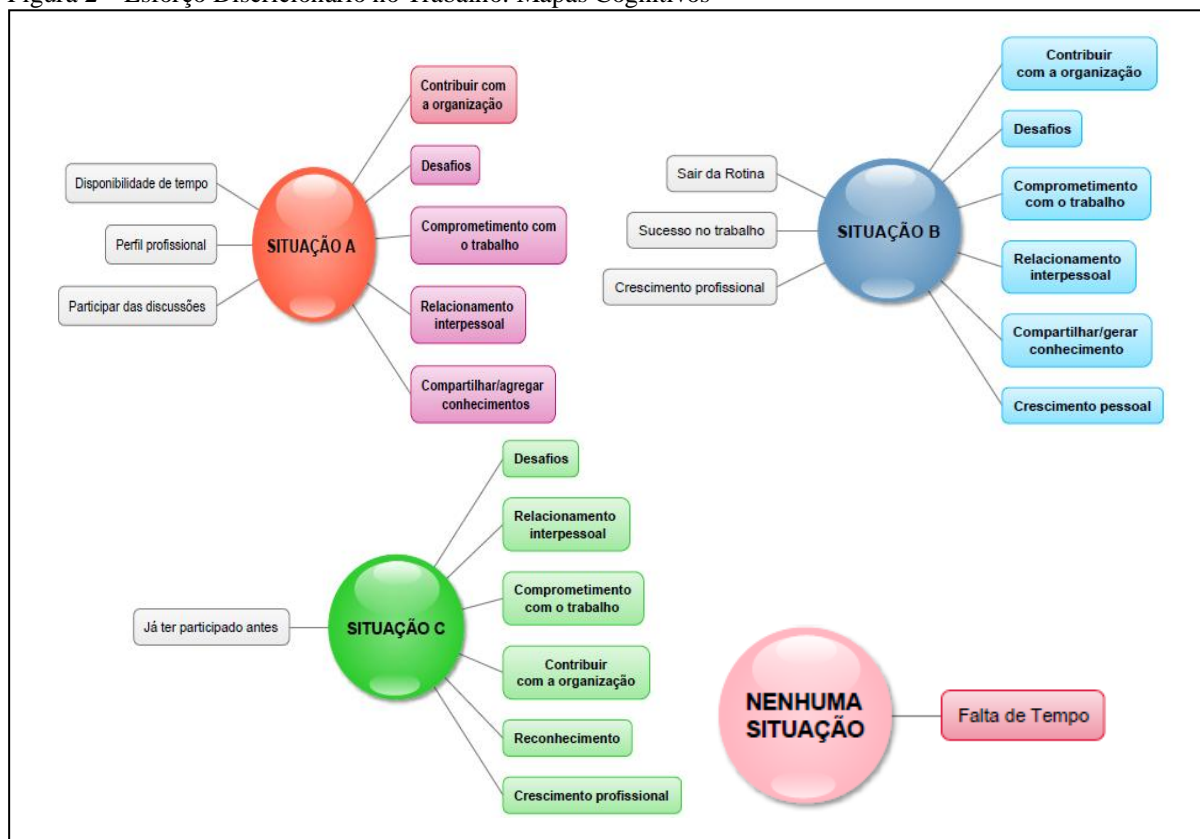 Figura 2 – Esforço Discricionário no Trabalho: Mapas Cognitivos
Disponibilidade de tempo
Perfil profissional
Participar das discussões
SITUAÇÃO A
Contribuir com
a organização
Desafios
Comprometimento com
o trabalho
Relacionamento
interpessoal
Compartilhar/agregar
conhecimentos
Sair da Rotina
Sucesso no trabalho
Crescimento profissional
SITUAÇÃO B
Contribuir
com a organização
Desafios
Comprometimento
com o trabalho
Relacionamento
interpessoal
Compartilhar/gerar
conhecimento
Crescimento pessoal
Já ter participado antes
SITUAÇÃO C
Desafios
Relacionamento
interpessoal
Comprometimento
com o trabalho
Contribuir
com a organização
Reconhecimento
Crescimento profissional
NENHUMA
SITUAÇÃO
Falta de Tempo